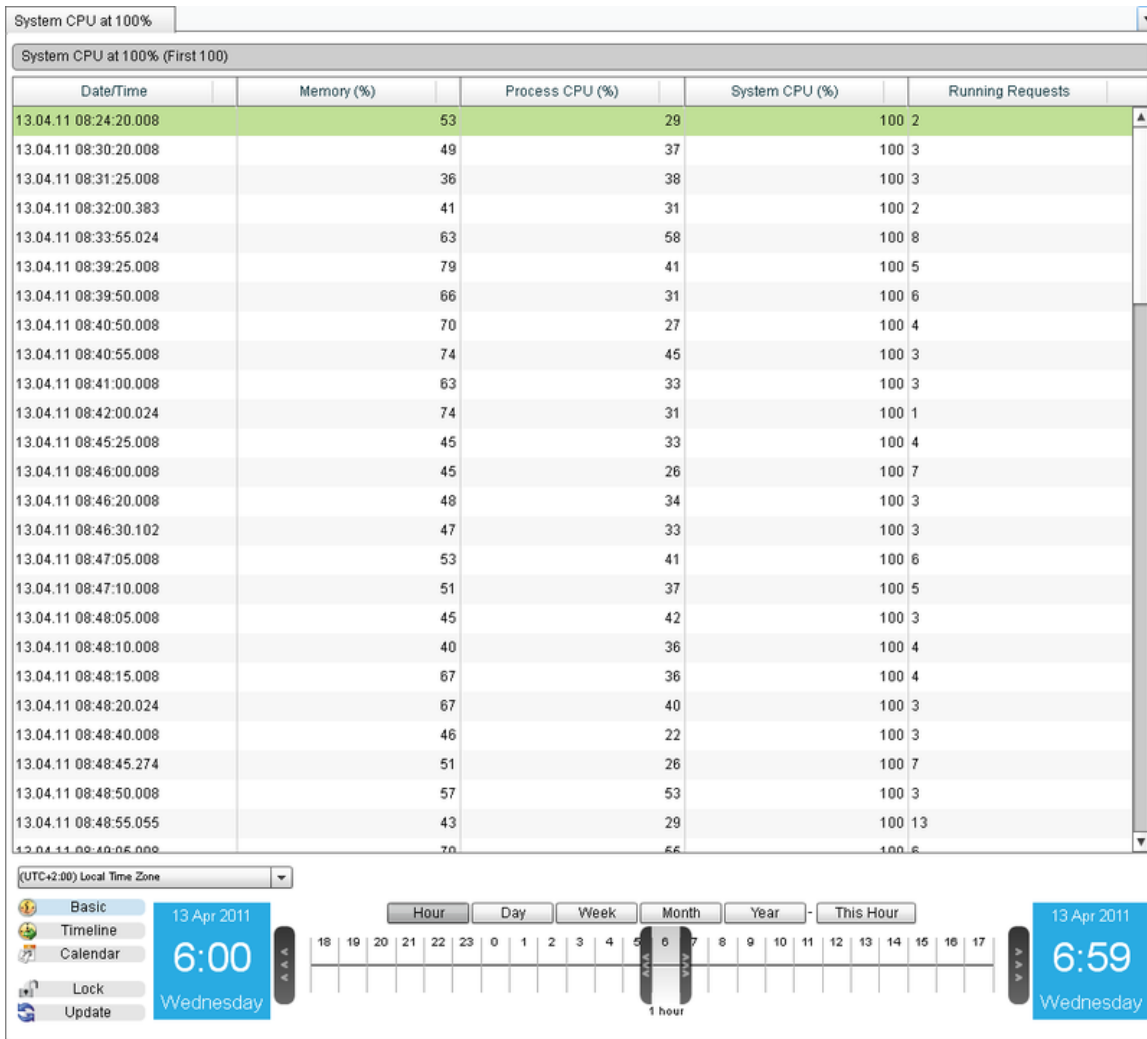 System CPU at 100%
System CPU at 100% (First 100)
Date/Time Memory (%) Process CPU (%) System CPU (%) Running Requests
13.04.11 08:24:20.008 53 29 100 2
13.04.11 08:30:20.008 49 37 100 3
13.04.11 08:31:25.008 36 38 100 3
13.04.11 08:32:00.383 41 31 100 2
13.04.11 08:33:55.024 63 58 100 8
13.04.11 08:39:25.008 79 41 100 5
13.04.11 08:39:50.008 66 31 100 6
13.04.11 08:40:50.008 70 27 100 4
13.04.11 08:40:55.008 74 45 100 3
13.04.11 08:41:00.008 63 33 100 3
13.04.11 08:42:00.024 74 31 100 1
13.04.11 08:45:25.008 45 33 100 4
13.04.11 08:46:00.008 45 26 100 7
13.04.11 08:46:20.008 48 34 100 3
13.04.11 08:46:30.102 47 33 100 3
13.04.11 08:47:05.008 53 41 100 6
13.04.11 08:47:10.008 51 37 100 5
13.04.11 08:48:05.008 45 42 100 3
13.04.11 08:48:10.008 40 36 100 4
13.04.11 08:48:15.008 67 36 100 4
13.04.11 08:48:20.024 67 40 100 3
13.04.11 08:48:40.008 46 22 100 3
13.04.11 08:48:45.274 51 26 100 7
13.04.11 08:48:50.008 57 53 100 3
13.04.11 08:48:55.055 43 29 100 13
(UTC+2:00) Local Time Zone
Basic
Timeline
Calendar
Lock
Update
13 Apr 2011
6:00
Wednesday
Hour Day Week Month Year - This Hour
18 19 20 21 22 23 0 1 2 3 4 5 6 7 8 9 10 11 12 13 14 15 16 17
1 hour
13 Apr 2011
6:59
Wednesday